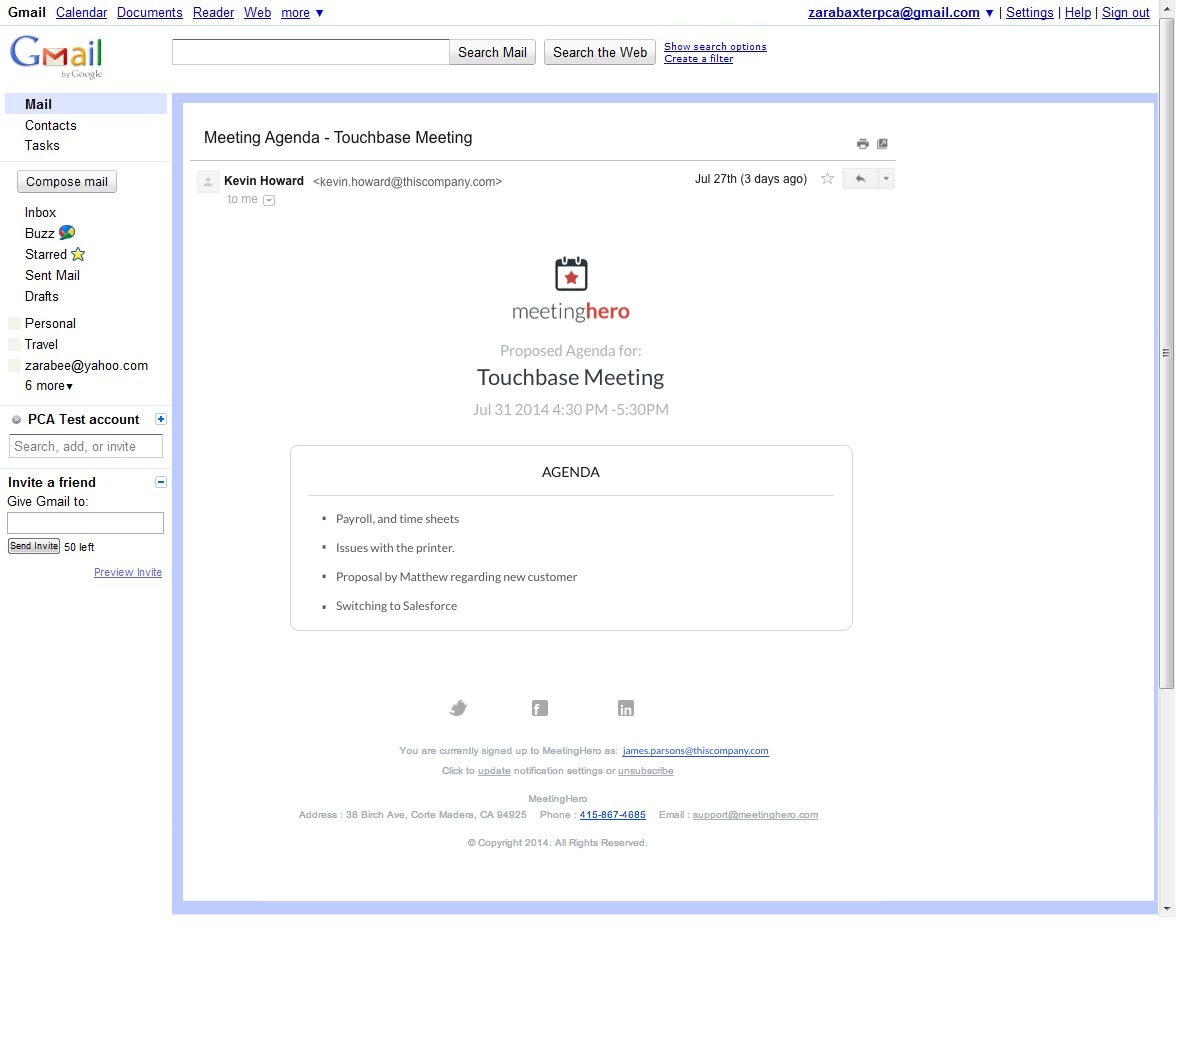 Gmail Calendar Documents Reader Web more ▼
zarabaxterpca@gmail.com ▼ | Settings | Help | Sign out
Gmail
by Google
Search Mail
Search the Web
Show search options
Create a filter
Mail
Contacts
Tasks
Compose mail
Inbox
Buzz
Starred
Sent Mail
Drafts
Personal
Travel
zarabee@yahoo.com
6 more▾
PCA Test account
Search, add, or invite
Invite a friend
Give Gmail to:
Send Invite 50 left
Preview Invite
Meeting Agenda - Touchbase Meeting
Kevin Howard <kevin.howard@thiscompany.com>
Jul 27th (3 days ago)
to me
meetinghero
Proposed Agenda for:
Touchbase Meeting
Jul 31 2014 4:30 PM -5:30PM
AGENDA
▪ Payroll, and time sheets
▪ Issues with the printer.
▪ Proposal by Matthew regarding new customer
▪ Switching to Salesforce
f
in
You are currently signed up to MeetingHero as: james.parsons@thiscompany.com
Click to update notification settings or unsubscribe
MeetingHero
Address : 38 Birch Ave, Corte Madera, CA 94925 Phone : 415-867-4685 Email : support@meetinghero.com
© Copyright 2014. All Rights Reserved.